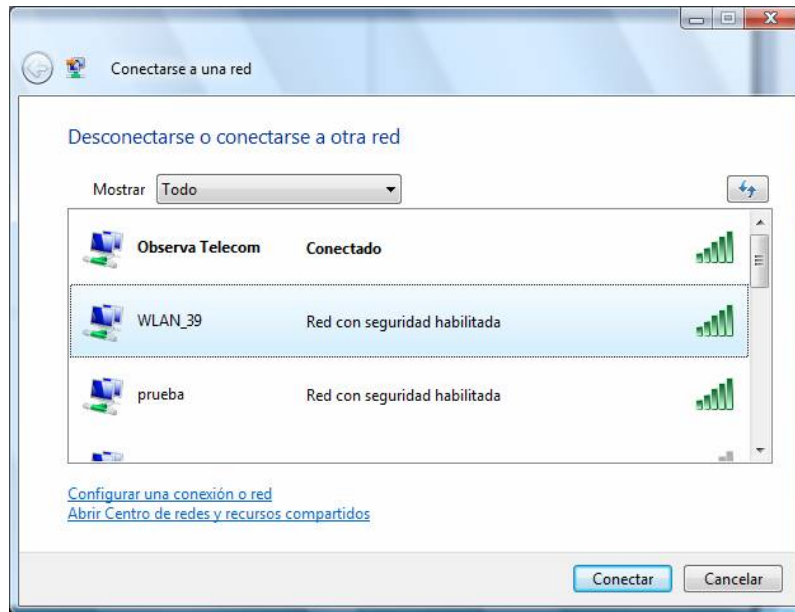 Conectarse a una red
Desconectarse o conectarse a otra red
Mostrar Todo
Observa Telecom Conectado
WLAN_39 Red con seguridad habilitada
prueba Red con seguridad habilitada
Configurar una conexión o red
Abrir Centro de redes y recursos compartidos
Conectar Cancelar